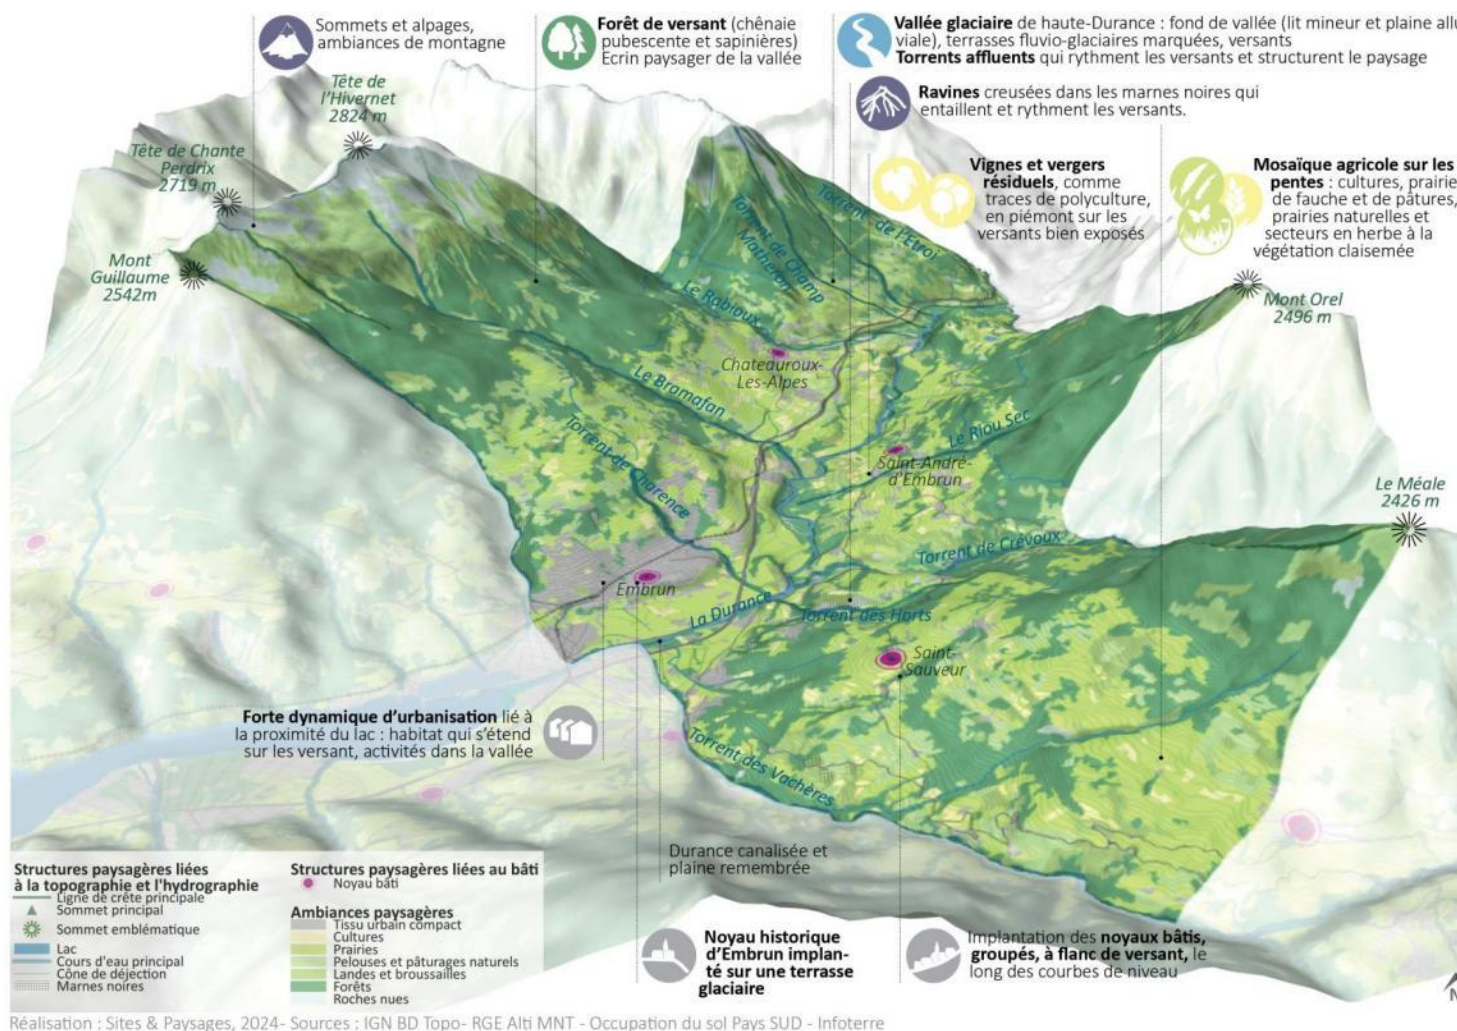 Sommets et alpages,
ambiances de montagne
Forêt de versant (chênaie
pubescente et sapinières)
Ecrin paysager de la vallée
Vallée glaciaire de haute-Durance : fond de vallée (lit mineur et plaine allu
viale), terrasses fluvio-glaciaires marquées, versants
Torrents affluents qui rythment les versants et structurent le paysage
Ravines creusées dans les marnes noires qui
entaillent et rythment les versants.
Vignes et vergers
résiduels, comme
traces de polyculture,
en piémont sur les
versants bien exposés
Mosaïque agricole sur les
pentes : cultures, prairie
de fauche et de pâtures,
prairies naturelles et
secteurs en herbe à la
végétation claisemée
Tête de
l'Hivernet
2824 m
Tête de Chante
Perdrix
2719 m
Mont
Guillaume
2542m
Mont Orel
2496 m
Le Méale
2426 m
Torrent de l'Etroi
Torrent de Champ
Matheron
Le Rabioux
Chateauroux-
Les-Alpes
Le Bramafan
Torrent de Charence
Le Riou Sec
Saint-André-
d'Embrun
Torrent de Crévoux
Embrun
La Durance
Torrent des Horts
Saint-
Sauveur
Torrent des Vachères
Forte dynamique d'urbanisation lié à
la proximité du lac : habitat qui s'étend
sur les versant, activités dans la vallée
Durance canalisée et
plaine remembrée
Noyau historique
d'Embrun implan-
té sur une terrasse
glaciaire
Implantation des noyaux bâtis,
groupés, à flanc de versant, le
long des courbes de niveau
Structures paysagères liées
à la topographie et l'hydrographie
Ligne de crête principale
Sommet principal
Sommet emblématique
Lac
Cours d'eau principal
Cône de déjection
Marnes noires
Structures paysagères liées au bâti
Noyau bâti
Ambiances paysagères
Tissu urbain compact
Cultures
Prairies
Pelouses et pâturages naturels
Landes et broussailles
Forêts
Roches nues
N
Réalisation : Sites & Paysages, 2024- Sources : IGN BD Topo- RGE Alti MNT - Occupation du sol Pays SUD - Infoterre